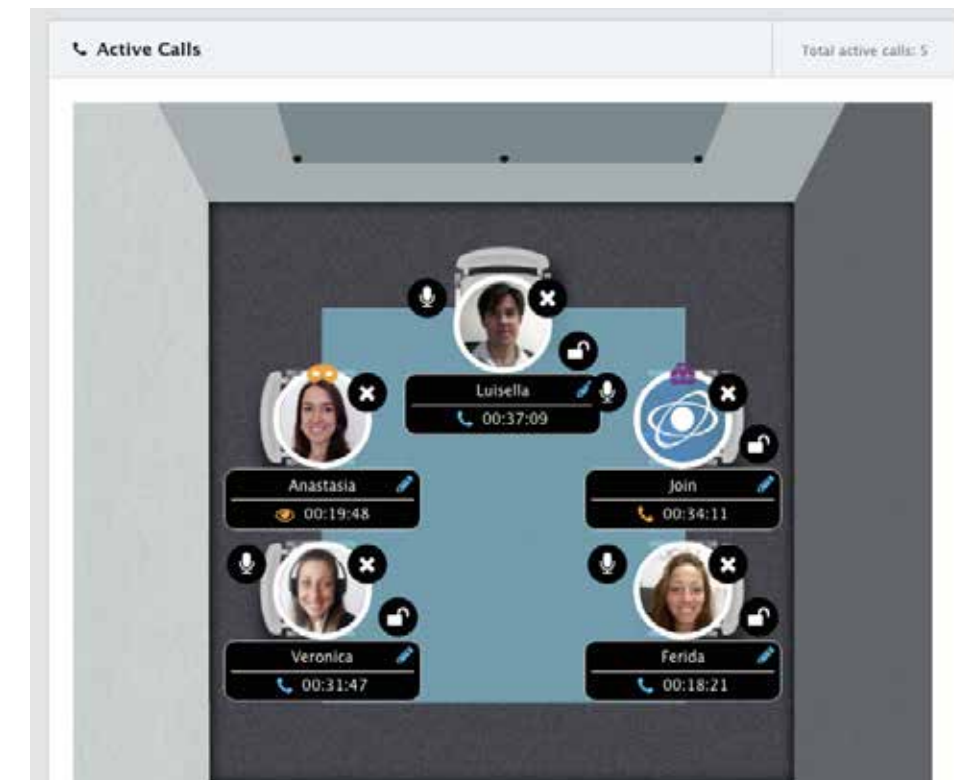 Active Calls
Total active calls: 5
Luisella
00:37:09
Anastasia
00:19:48
Join
00:34:11
Veronica
00:31:47
Ferida
00:18:21